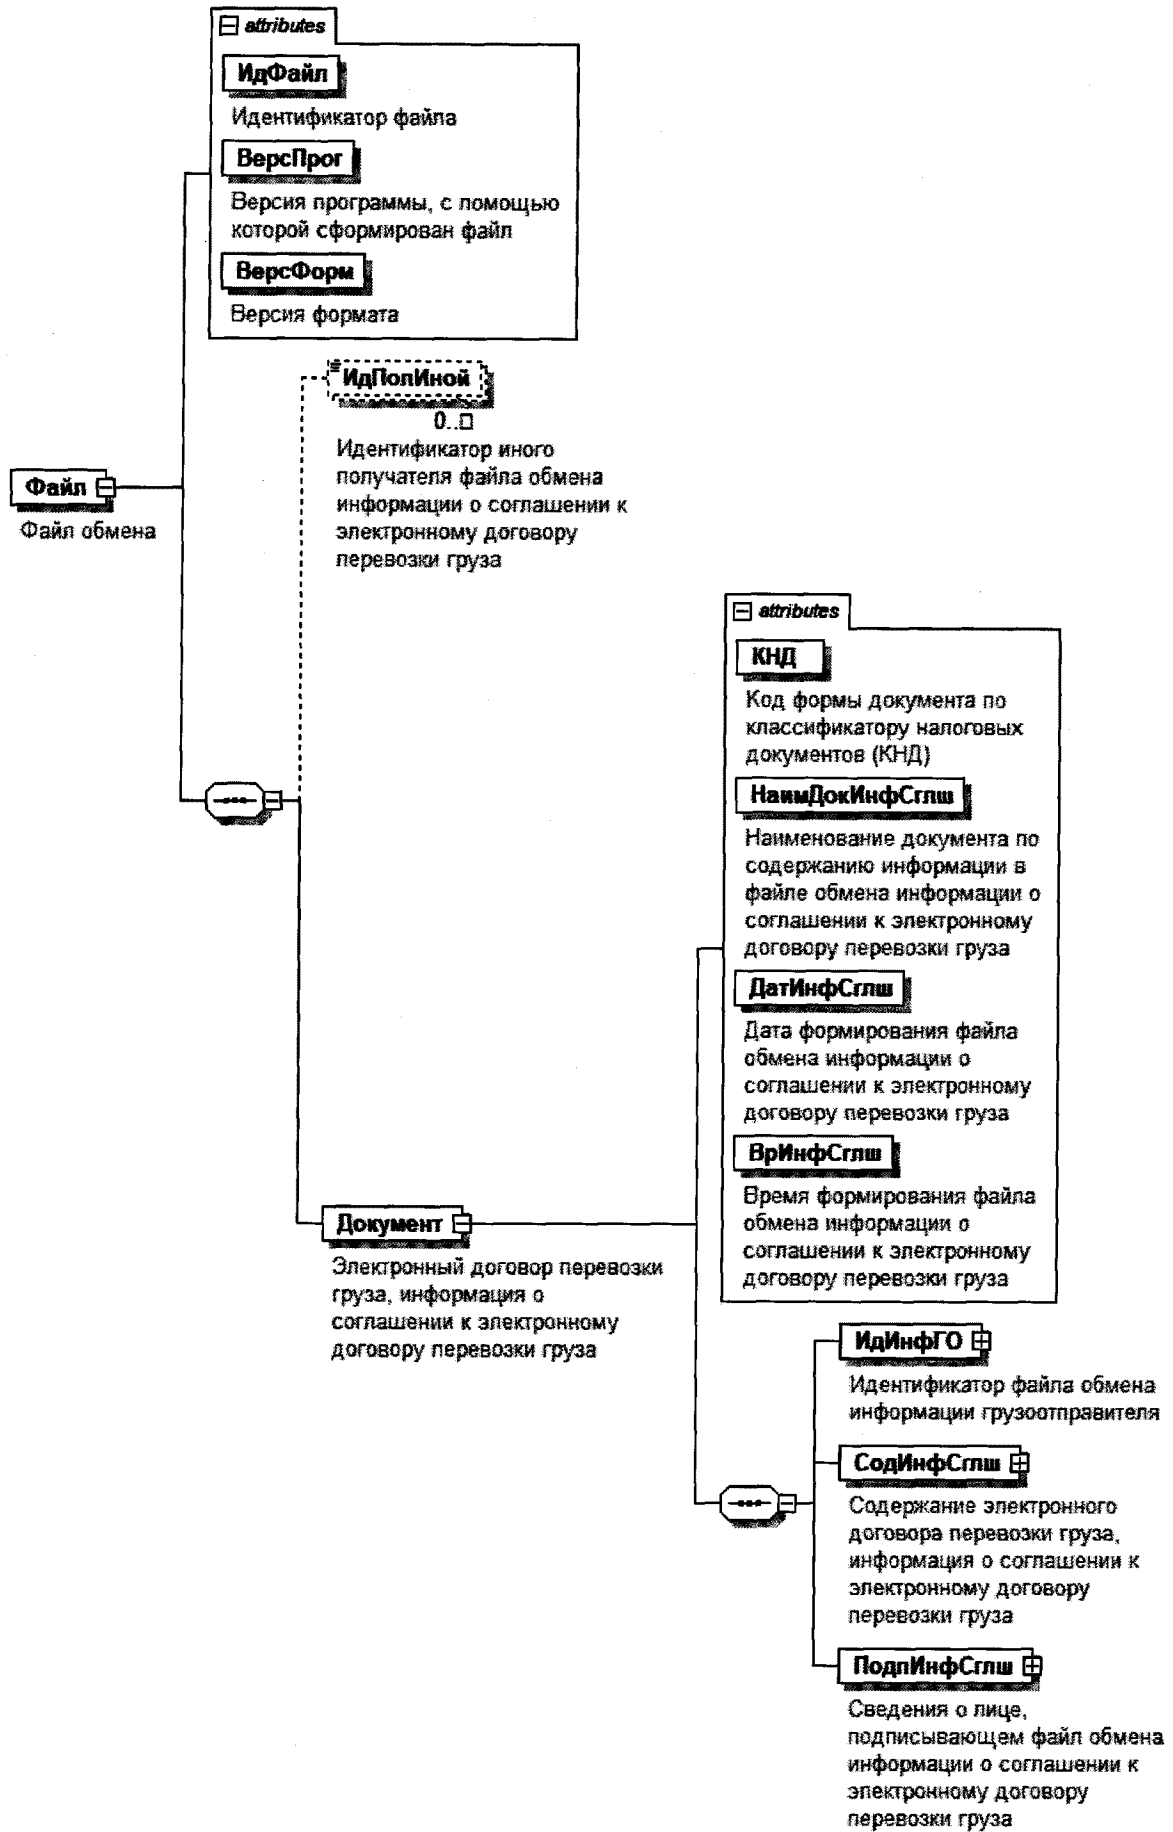 attributes
ИдФайл
Идентификатор файла
ВерсПрог
Версия программы, с помощью
которой сформирован файл
ВерсФорм
Версия формата
ИдПолИной
0..□
Идентификатор иного
получателя файла обмена
информации о соглашении к
электронному договору
перевозки груза
Файл
Файл обмена
attributes
КНД
Код формы документа по
классификатору налоговых
документов (КНД)
НаимДокИнфСглш
Наименование документа по
содержанию информации в
файле обмена информации о
соглашении к электронному
договору перевозки груза
ДатИнфСглш
Дата формирования файла
обмена информации о
соглашении к электронному
договору перевозки груза
ВрИнфСглш
Время формирования файла
обмена информации о
соглашении к электронному
договору перевозки груза
Документ
Электронный договор перевозки
груза, информация о
соглашении к электронному
договору перевозки груза
ИдИнфГО
Идентификатор файла обмена
информации грузоотправителя
СодИнфСглш
Содержание электронного
договора перевозки груза,
информация о соглашении к
электронному договору
перевозки груза
ПодпИнфСглш
Сведения о лице,
подписывающем файл обмена
информации о соглашении к
электронному договору
перевозки груза